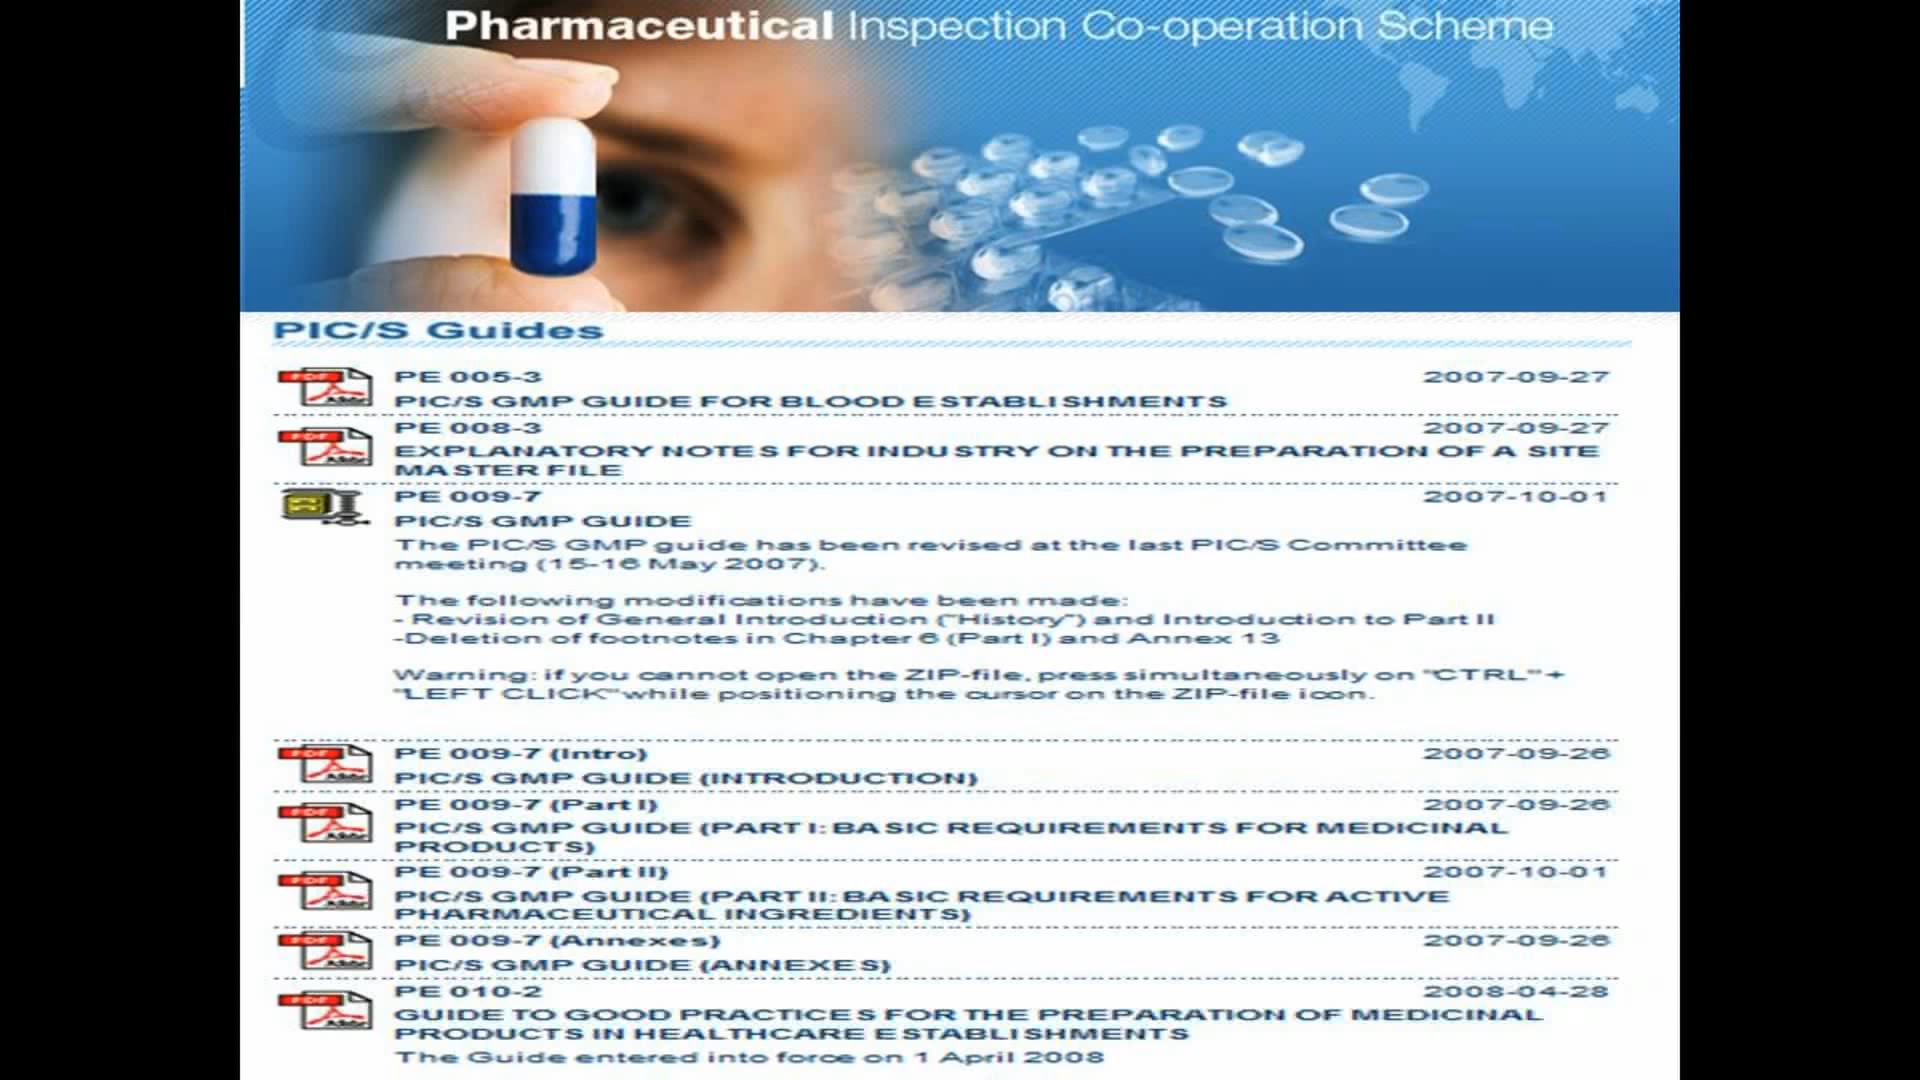 Pharmaceutical Inspection Co-operation Scheme
PIC/S Guides
PE 005-3 2007-09-27
PIC/S GMP GUIDE FOR BLOOD ESTABLISHMENTS
PE 008-3 2007-09-27
EXPLANATORY NOTES FOR INDUSTRY ON THE PREPARATION OF A SITE
MASTER FILE
PE 009-7 2007-10-01
PIC/S GMP GUIDE
The PIC/S GMP guide has been revised at the last PIC/S Committee
meeting (15-16 May 2007).
The following modifications have been made:
- Revision of General Introduction ("History") and Introduction to Part II
-Deletion of footnotes in Chapter 6 (Part I) and Annex 13
Warning: if you cannot open the ZIP-file, press simultaneously on "CTRL" +
"LEFT CLICK" while positioning the cursor on the ZIP-file icon.
PE 009-7 (Intro) 2007-09-26
PIC/S GMP GUIDE (INTRODUCTION)
PE 009-7 (Part I) 2007-09-26
PIC/S GMP GUIDE (PART I: BASIC REQUIREMENTS FOR MEDICINAL
PRODUCTS)
PE 009-7 (Part II) 2007-10-01
PIC/S GMP GUIDE (PART II: BASIC REQUIREMENTS FOR ACTIVE
PHARMACEUTICAL INGREDIENTS)
PE 009-7 (Annexes) 2007-09-26
PIC/S GMP GUIDE (ANNEXES)
PE 010-2 2008-04-28
GUIDE TO GOOD PRACTICES FOR THE PREPARATION OF MEDICINAL
PRODUCTS IN HEALTHCARE ESTABLISHMENTS
The Guide entered into force on 1 April 2008